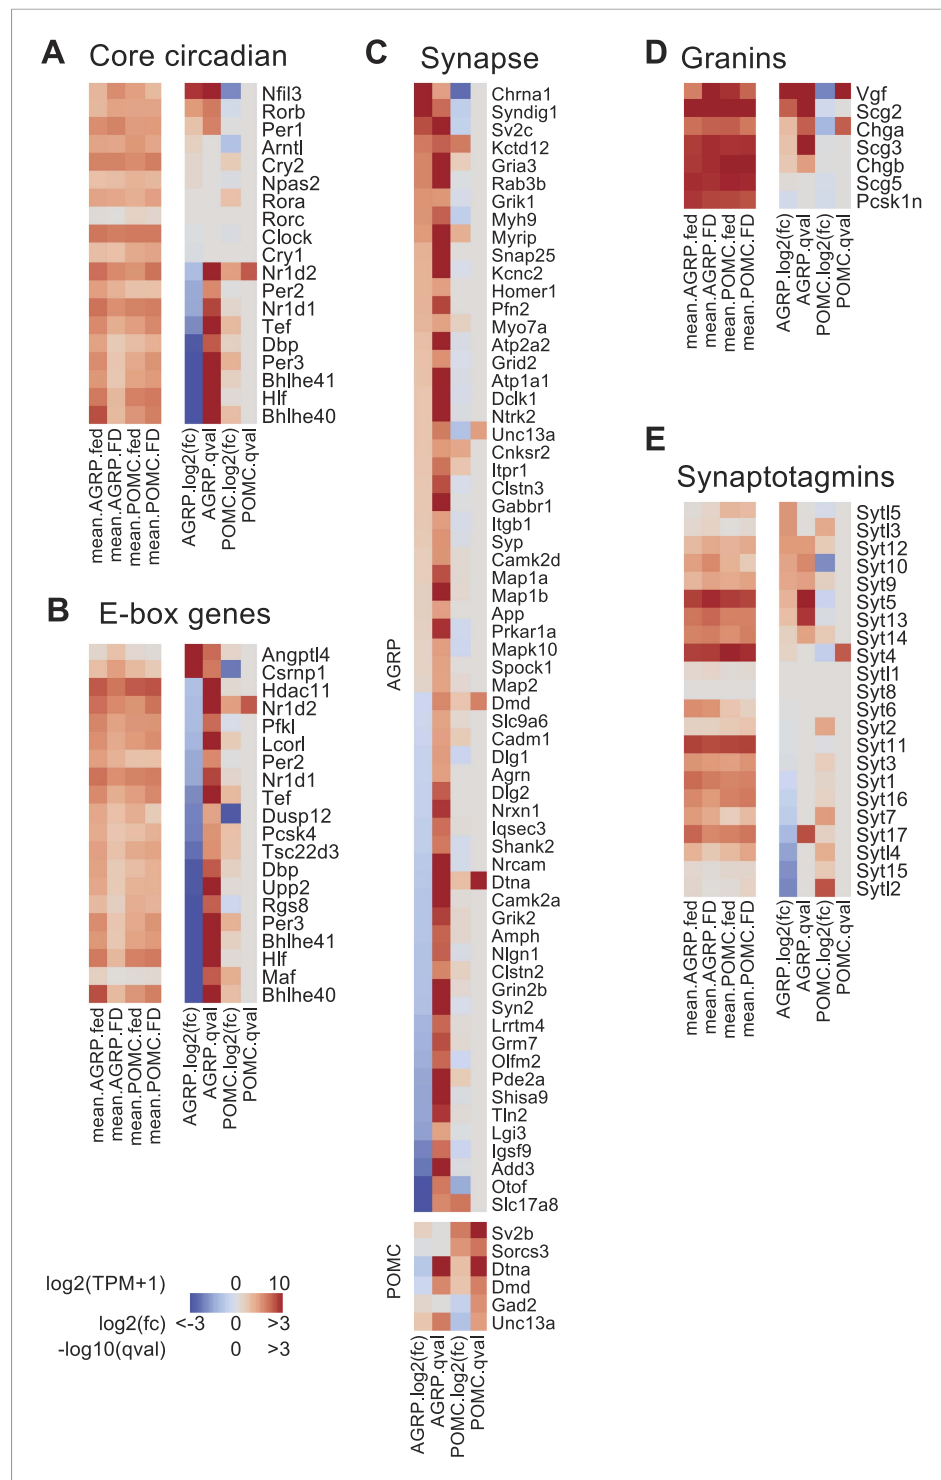 A Core circadian
Nfil3
Rorb
Per1
Arntl
Cry2
Npas2
Rora
Rorc
Clock
Cry1
Nr1d2
Per2
Nr1d1
Tef
Dbp
Per3
Bhlhe41
Hlf
Bhlhe40
mean.AGRP.fed
mean.AGRP.FD
mean.POMC.fed
mean.POMC.FD
AGRP.log2(fc)
AGRP.qval
POMC.log2(fc)
POMC.qval
B E-box genes
Angptl4
Csrnp1
Hdac11
Nr1d2
Pfkl
Lcorl
Per2
Nr1d1
Tef
Dusp12
Pcsk4
Tsc22d3
Dbp
Upp2
Rgs8
Per3
Bhlhe41
Hlf
Maf
Bhlhe40
mean.AGRP.fed
mean.AGRP.FD
mean.POMC.fed
mean.POMC.FD
AGRP.log2(fc)
AGRP.qval
POMC.log2(fc)
POMC.qval
log2(TPM+1) 0 10
log2(fc) <-3 0 >3
-log10(qval) 0 >3
C Synapse
AGRP
Chrna1
Syndig1
Sv2c
Kctd12
Gria3
Rab3b
Grik1
Myh9
Myrip
Snap25
Kcnc2
Homer1
Pfn2
Myo7a
Atp2a2
Grid2
Atp1a1
Dclk1
Ntrk2
Unc13a
Cnksr2
Itpr1
Clstn3
Gabbr1
Itgb1
Syp
Camk2d
Map1a
Map1b
App
Prkar1a
Mapk10
Spock1
Map2
Dmd
Slc9a6
Cadm1
Dlg1
Agrn
Dlg2
Nrxn1
Iqsec3
Shank2
Nrcam
Dtna
Camk2a
Grik2
Amph
Nlgn1
Clstn2
Grin2b
Syn2
Lrrtm4
Grm7
Olfm2
Pde2a
Shisa9
Tln2
Lgi3
Igsf9
Add3
Otof
Slc17a8
POMC
Sv2b
Sorcs3
Dtna
Dmd
Gad2
Unc13a
AGRP.log2(fc)
AGRP.qval
POMC.log2(fc)
POMC.qval
D Granins
Vgf
Scg2
Chga
Scg3
Chgb
Scg5
Pcsk1n
mean.AGRP.fed
mean.AGRP.FD
mean.POMC.fed
mean.POMC.FD
AGRP.log2(fc)
AGRP.qval
POMC.log2(fc)
POMC.qval
E
Synaptotagmins
Sytl5
Sytl3
Syt12
Syt10
Syt9
Syt5
Syt13
Syt14
Syt4
Sytl1
Syt8
Syt6
Syt2
Syt11
Syt3
Syt1
Syt16
Syt7
Syt17
Sytl4
Syt15
Sytl2
mean.AGRP.fed
mean.AGRP.FD
mean.POMC.fed
mean.POMC.FD
AGRP.log2(fc)
AGRP.qval
POMC.log2(fc)
POMC.qval